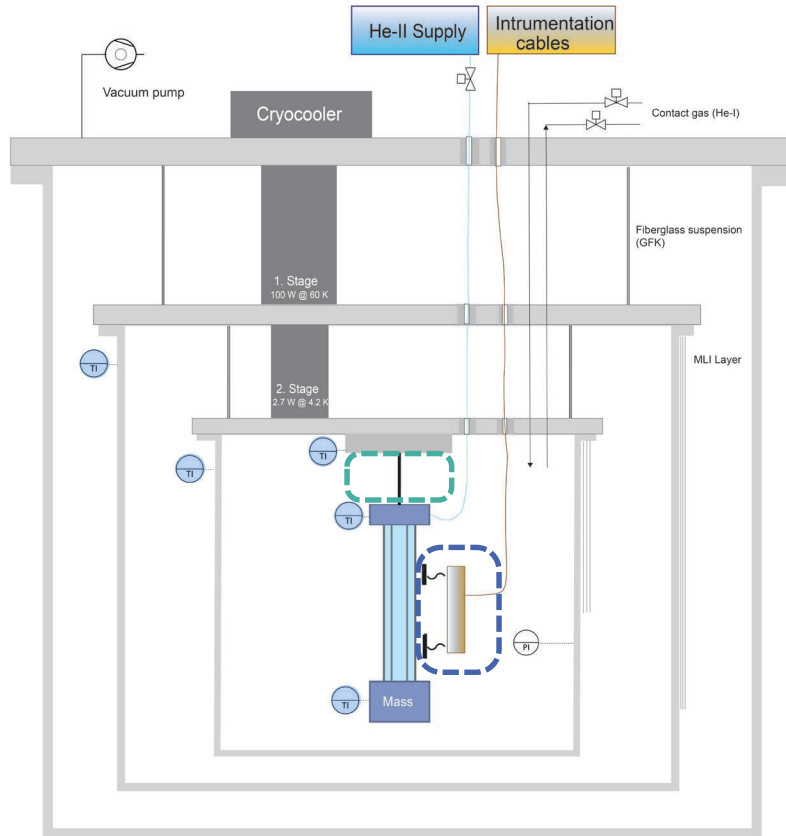 He-II Supply
Intrumentation
cables
Vacuum pump
Cryocooler
Contact gas (He-I)
Fiberglass suspension
(GFK)
1. Stage
100 W @ 60 K
MLI Layer
TI
2. Stage
2.7 W @ 4.2 K
TI
TI
TI
PI
TI
Mass